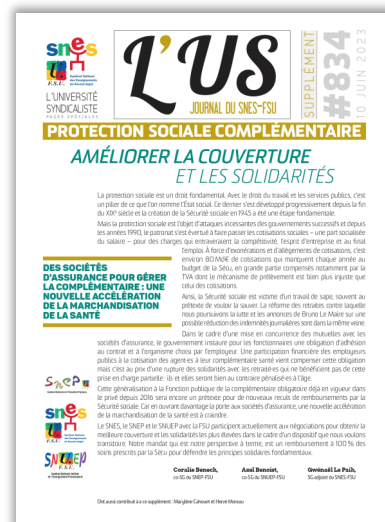 snes
F.S.U.
Syndicat National
des Enseignements
de Second degré
L'UNIVERSITÉ
SYNDICALISTE
PAGES SPÉCIALES
L'US
JOURNAL DU SNES-FSU
SUPPLÉMENT
#834
10 JUIN 2023
PROTECTION SOCIALE COMPLÉMENTAIRE
AMÉLIORER LA COUVERTURE
ET LES SOLIDARITÉS
La protection sociale est un droit fondamental. Avec le droit du travail et les services publics, c'est
un pilier de ce que l'on nomme l'État social. Ce dernier s'est développé progressivement depuis la fin
du XIXe siècle et la création de la Sécurité sociale en 1945 a été une étape fondamentale.
Mais la protection sociale est l'objet d'attaques incessantes des gouvernements successifs et depuis
les années 1990, le patronat s'est évertué à faire passer les cotisations sociales – une part socialisée
du salaire – pour des charges qui entraveraient la compétitivité, l'esprit d'entreprise et au final
l'emploi. À force d'exonérations et d'allègements de cotisations, c'est
environ 80 Md€ de cotisations qui manquent chaque année au
budget de la Sécu, en grande partie compensés notamment par la
TVA dont le mécanisme de prélèvement est bien plus injuste que
celui des cotisations.
DES SOCIÉTÉS
D'ASSURANCE POUR GÉRER
LA COMPLÉMENTAIRE : UNE
NOUVELLE ACCÉLÉRATION
DE LA MARCHANDISATION
DE LA SANTÉ
Ainsi, la Sécurité sociale est victime d'un travail de sape, souvent au
prétexte de vouloir la sauver. La réforme des retraites contre laquelle
nous poursuivons la lutte et les annonces de Bruno Le Maire sur une
possible réduction des indemnités journalières sont dans la même veine.
Dans le cadre d'une mise en concurrence des mutuelles avec les
sociétés d'assurance, le gouvernement instaure pour les fonctionnaires une obligation d'adhésion
au contrat et à l'organisme choisi par l'employeur. Une participation financière des employeurs
publics à la cotisation des agents et à leur complémentaire santé vient compenser cette obligation
mais c'est au prix d'une rupture des solidarités avec les retraité·es qui ne bénéficient pas de cette
prise en charge partielle : ils et elles seront bien au contraire pénalisé·es à l'âge.
Cette généralisation à la Fonction publique de la complémentaire obligatoire déjà en vigueur dans
le privé depuis 2016 sera encore un prétexte pour de nouveaux reculs de remboursements par la
Sécurité sociale. Car en ouvrant davantage la porte aux sociétés d'assurance, une nouvelle accélération
de la marchandisation de la santé est à craindre.
Le SNES, le SNEP et le SNUEP avec la FSU participent actuellement aux négociations pour obtenir la
meilleure couverture et les solidarités les plus élevées dans le cadre d'un dispositif que nous voulons
transitoire. Notre mandat qui est notre perspective à terme, est un remboursement à 100 % des
soins prescrits par la Sécu pour défendre les principes solidaires fondamentaux.
SNEP
snes
F.S.U.
SNUEP
F.S.U.
Coralie Benech,
co-SG du SNEP-FSU
Axel Benoist,
co-SG du SNUEP-FSU
Gwénaël Le Paih,
SG adjoint du SNES-FSU
Ont aussi contribué à ce supplément : Marylène Cahouet et Hervé Moreau